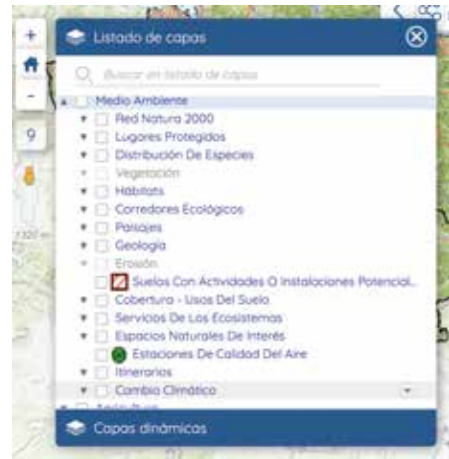 +
Listado de capas
Buscar en listado de capas
-
Medio Ambiente
Red Natura 2000
9
Lugares Protegidos
Distribución De Especies
Vegetación
Hábitats
Corredores Ecológicos
Paisajes
Geología
Erosión
Suelos Con Actividades O Instalaciones Potencial...
Cobertura - Usos Del Suelo
Servicios De Los Ecosistemas
Espacios Naturales De Interés
Estaciones De Calidad Del Aire
Itinerarios
Cambio Climático
Agricultura
Capas dinámicas